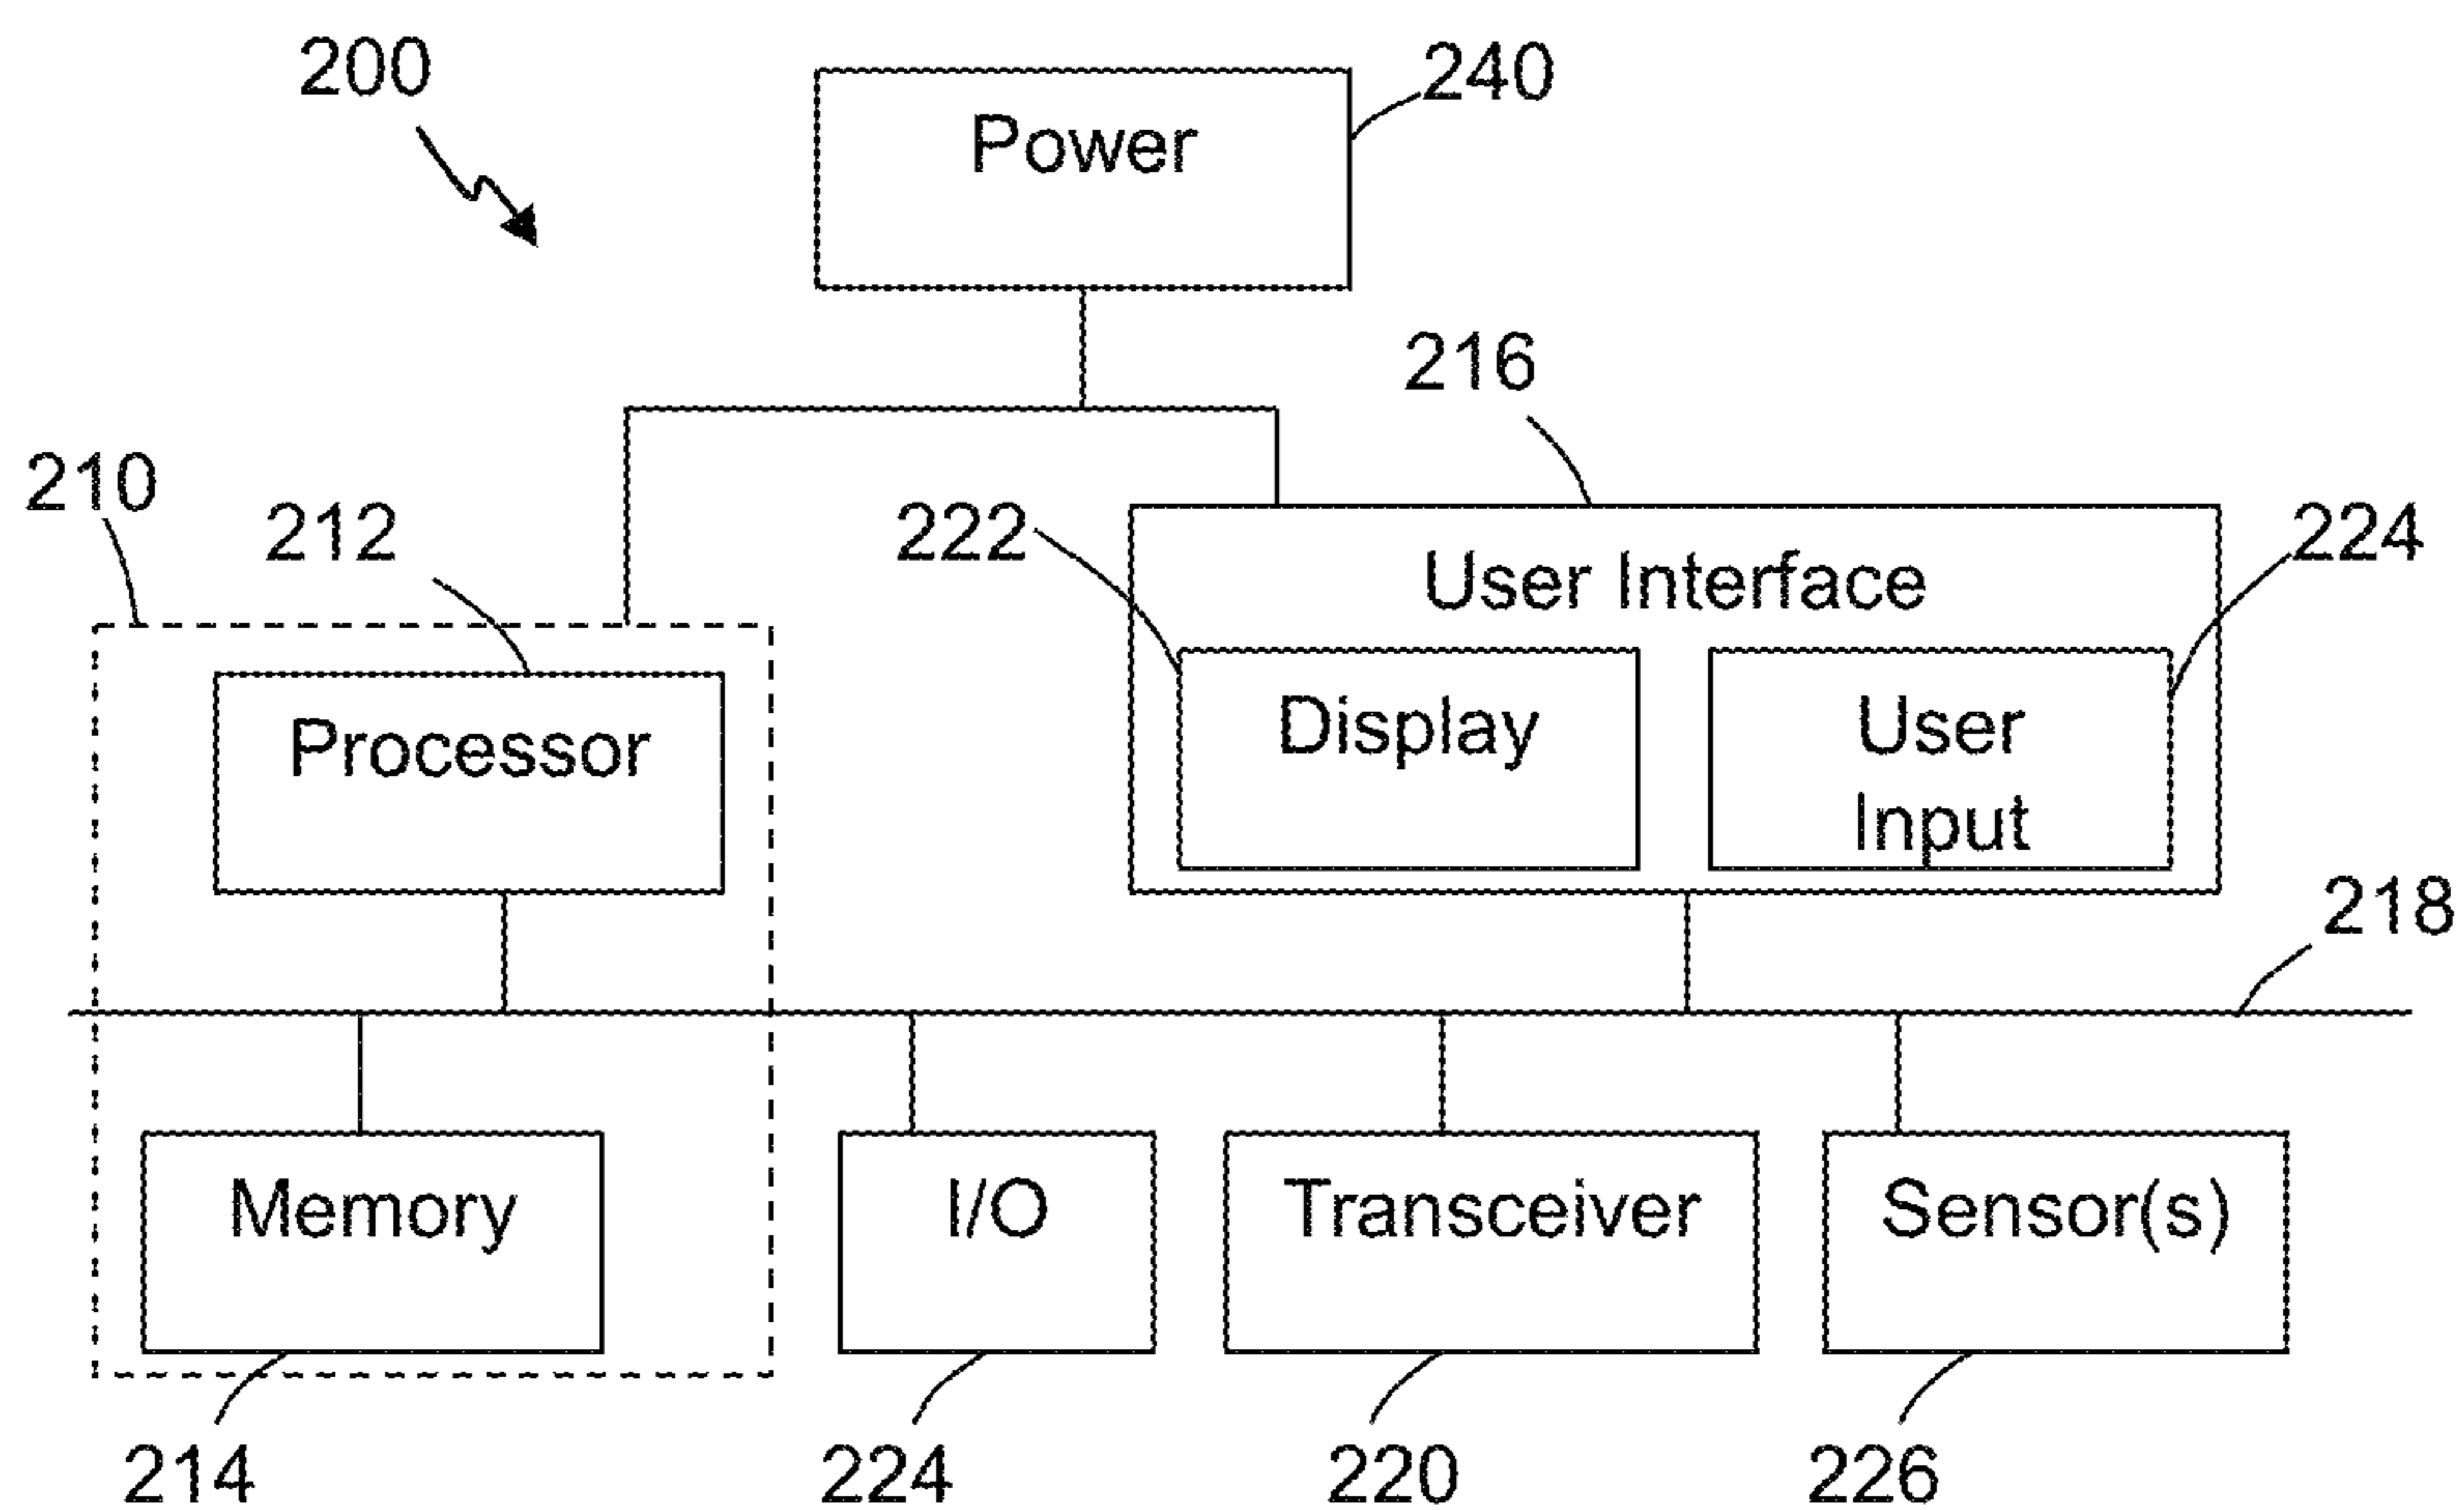 200
Power
240
216
210
212
222
User Interface
224
Processor
Display
User
Input
218
Memory
I/O
Transceiver
Sensor(s)
214
224
220
226